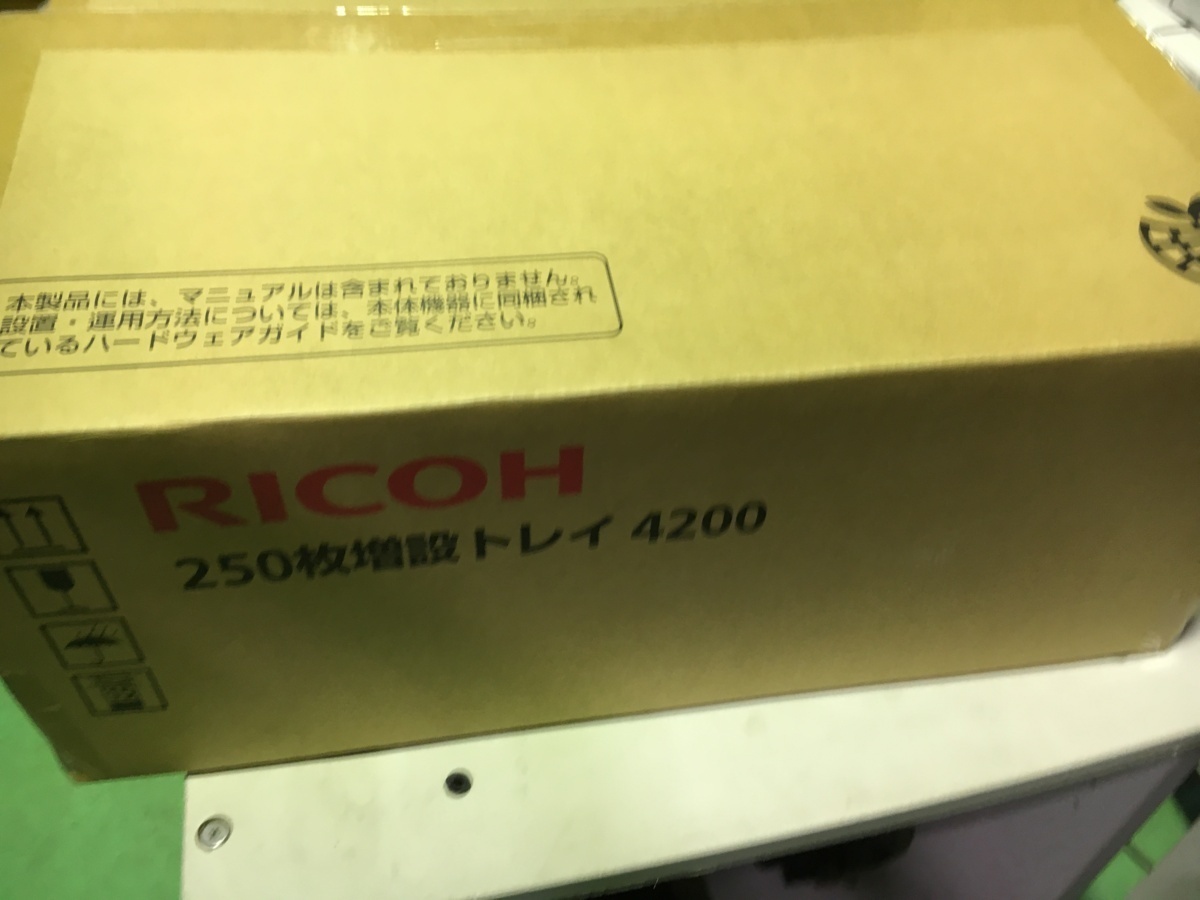 本製品には、マニュアルは含まれておりません。
設置・運用方法については、本体機器に同梱され
ているハードウェアガイドをご覧ください。
RICOH
250枚増設トレイ 4200